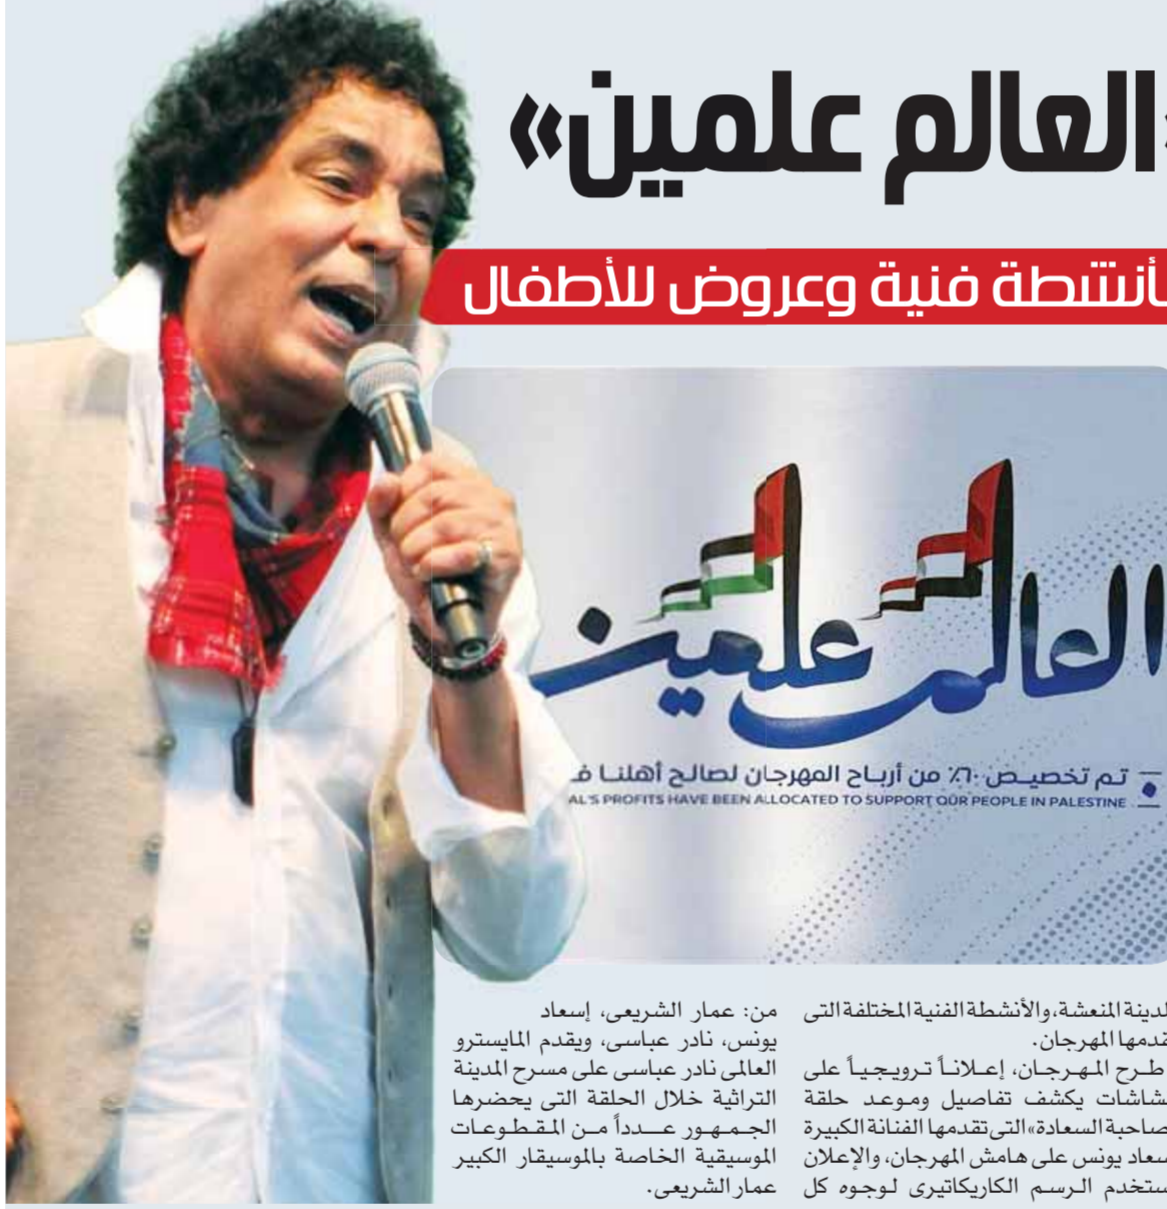 العالم علمين»
بأنشطة فنية وعروض للأطفال
العالم علمين
تم تخصيص ٦٠٪ من أرباح المهرجان لصالح أهلنا فـ
AL'S PROFITS HAVE BEEN ALLOCATED TO SUPPORT OUR PEOPLE IN PALESTINE
لمدينة المنعشة، والأنشطة الفنية المختلفة التى
قدمها المهرجان.
طرح المهرجان، إعلاناً ترويجياً على
شاشات يكشف تفاصيل وموعد حلقة
صاحبة السعادة» التى تقدمها الفنانة الكبيرة
سعاد يونس على هامش المهرجان، والإعلان
ستخدم الرسم الكاريكاتيرى لوجوه كل
من: عمار الشريعى، إسعاد
يونس، نادر عباسى، ويقدم المايسترو
العالمى نادر عباسى على مسرح المدينة
التراثية خلال الحلقة التى يحضرها
الجمهور عدداً من المقطوعات
الموسيقية الخاصة بالموسيقار الكبير
عمار الشريعى.